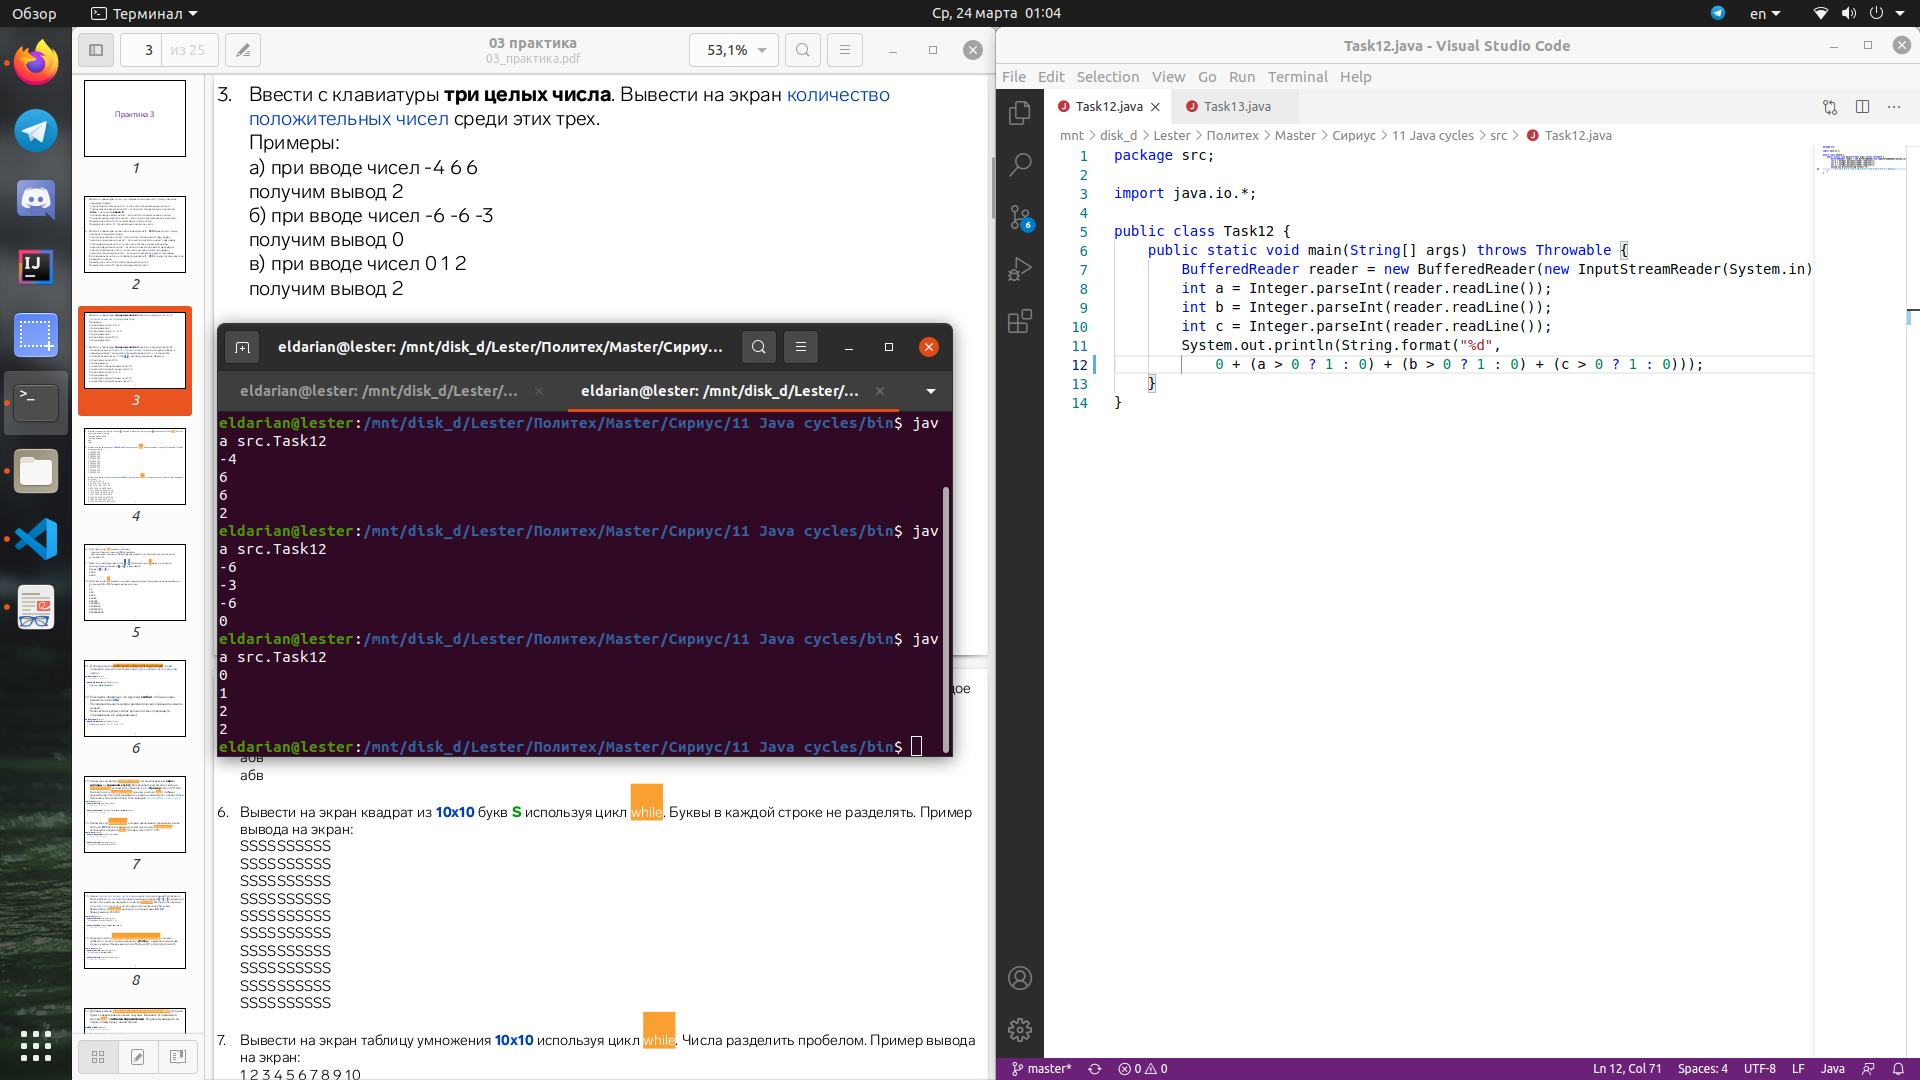 Обзор
Терминал
Ср, 24 марта 01:04
en
3
из 25
03 практика
03_практика.pdf
53,1%
Практика 3
1
2
3
4
5
6
7
8
3. Ввести с клавиатуры три целых числа. Вывести на экран количество
положительных чисел среди этих трех.
Примеры:
а) при вводе чисел -4 6 6
получим вывод 2
б) при вводе чисел -6 -6 -3
получим вывод 0
в) при вводе чисел 0 1 2
получим вывод 2
eldarian@lester: /mnt/disk_d/Lester/Политех/Master/Сириу...
eldarian@lester: /mnt/disk_d/Lester/...
eldarian@lester: /mnt/disk_d/Lester/...
eldarian@lester:/mnt/disk_d/Lester/Политех/Master/Сириус/11 Java cycles/bin$ jav
a src.Task12
-4
6
6
2
eldarian@lester:/mnt/disk_d/Lester/Политех/Master/Сириус/11 Java cycles/bin$ jav
a src.Task12
-6
-3
-6
0
eldarian@lester:/mnt/disk_d/Lester/Политех/Master/Сириус/11 Java cycles/bin$ jav
a src.Task12
0
1
2
2
eldarian@lester:/mnt/disk_d/Lester/Политех/Master/Сириус/11 Java cycles/bin$
абв
абв
6. Вывести на экран квадрат из 10x10 букв S используя цикл while. Буквы в каждой строке не разделять. Пример
вывода на экран:
SSSSSSSSSS
SSSSSSSSSS
SSSSSSSSSS
SSSSSSSSSS
SSSSSSSSSS
SSSSSSSSSS
SSSSSSSSSS
SSSSSSSSSS
SSSSSSSSSS
SSSSSSSSSS
7. Вывести на экран таблицу умножения 10x10 используя цикл while. Числа разделить пробелом. Пример вывода
на экран:
1 2 3 4 5 6 7 8 9 10
Task12.java - Visual Studio Code
File Edit Selection View Go Run Terminal Help
Task12.java
Task13.java
mnt > disk_d > Lester > Политех > Master > Сириус > 11 Java cycles > src > Task12.java
1 package src;
2
3 import java.io.*;
4
5 public class Task12 {
6 public static void main(String[] args) throws Throwable {
7 BufferedReader reader = new BufferedReader(new InputStreamReader(System.in)
8 int a = Integer.parseInt(reader.readLine());
9 int b = Integer.parseInt(reader.readLine());
10 int c = Integer.parseInt(reader.readLine());
11 System.out.println(String.format("%d",
12 0 + (a > 0 ? 1 : 0) + (b > 0 ? 1 : 0) + (c > 0 ? 1 : 0)));
13 }
14 }
6
master*
0 0
Ln 12, Col 71
Spaces: 4
UTF-8
LF
Java